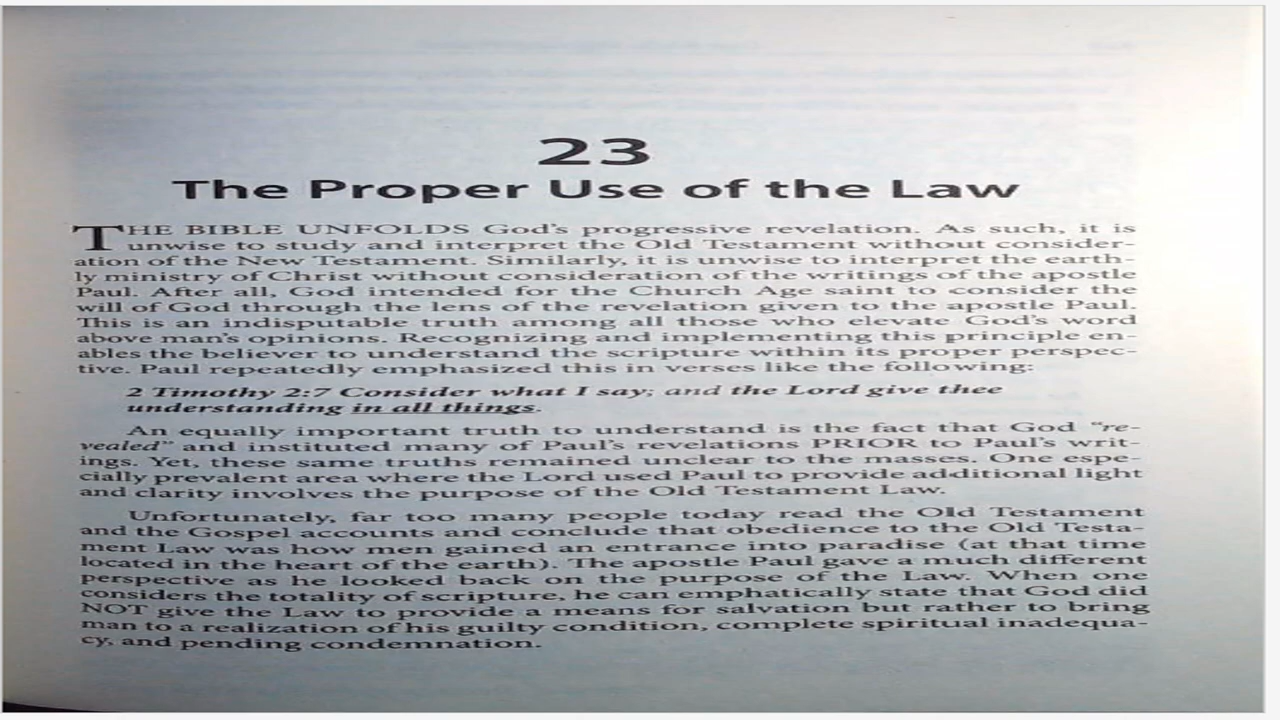 23
The Proper Use of the Law
THE BIBLE UNFOLDS God's progressive revelation. As such, it is
unwise to study and interpret the Old Testament without consider-
ation of the New Testament. Similarly, it is unwise to interpret the earth-
ly ministry of Christ without consideration of the writings of the apostle
Paul. After all, God intended for the Church Age saint to consider the
will of God through the lens of the revelation given to the apostle Paul.
This is an indisputable truth among all those who elevate God's word
above man's opinions. Recognizing and implementing this principle en-
ables the believer to understand the scripture within its proper perspec-
tive. Paul repeatedly emphasized this in verses like the following:
2 Timothy 2:7 Consider what I say; and the Lord give thee
understanding in all things.
An equally important truth to understand is the fact that God "re-
vealed" and instituted many of Paul's revelations PRIOR to Paul's writ-
ings. Yet, these same truths remained unclear to the masses. One espe-
cially prevalent area where the Lord used Paul to provide additional light
and clarity involves the purpose of the Old Testament Law.
Unfortunately, far too many people today read the Old Testament
and the Gospel accounts and conclude that obedience to the Old Testa-
ment Law was how men gained an entrance into paradise (at that time
located in the heart of the earth). The apostle Paul gave a much different
perspective as he looked back on the purpose of the Law. When one
considers the totality of scripture, he can emphatically state that God did
NOT give the Law to provide a means for salvation but rather to bring
man to a realization of his guilty condition, complete spiritual inadequa-
cy, and pending condemnation.